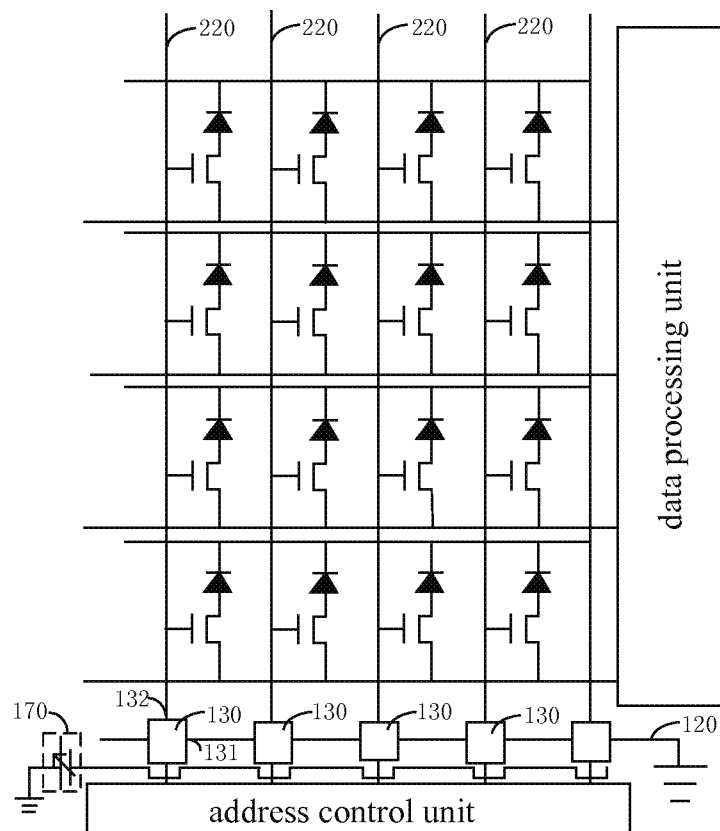 220 220 220 220
data processing unit
170 132 130 130 130 130 120
131
address control unit